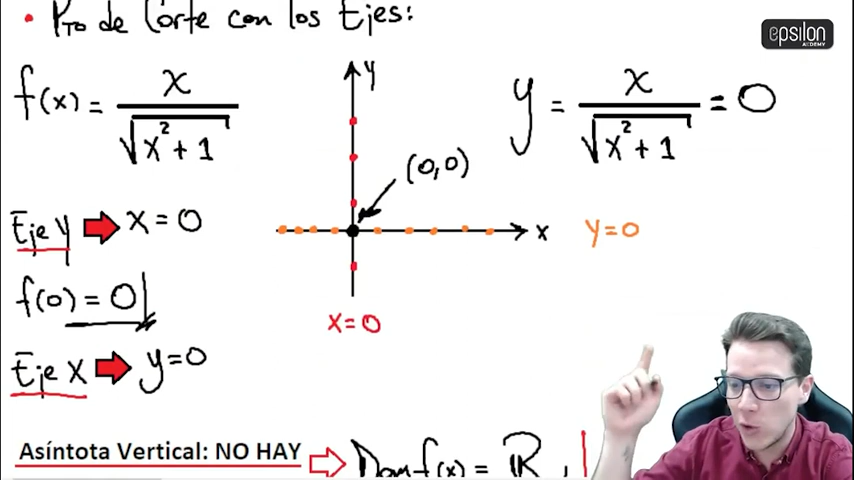 • Pto de Corte con los Ejes:
epsilon
ACADEMY
f(x) = x / √(x² + 1)
y
y = x / √(x² + 1) = 0
(0,0)
Eje y ➡ x = 0
x
y=0
f(0) = 0
x=0
Eje x ➡ y=0
Asíntota Vertical: NO HAY ⇨ Dom f(x) = ℝ,